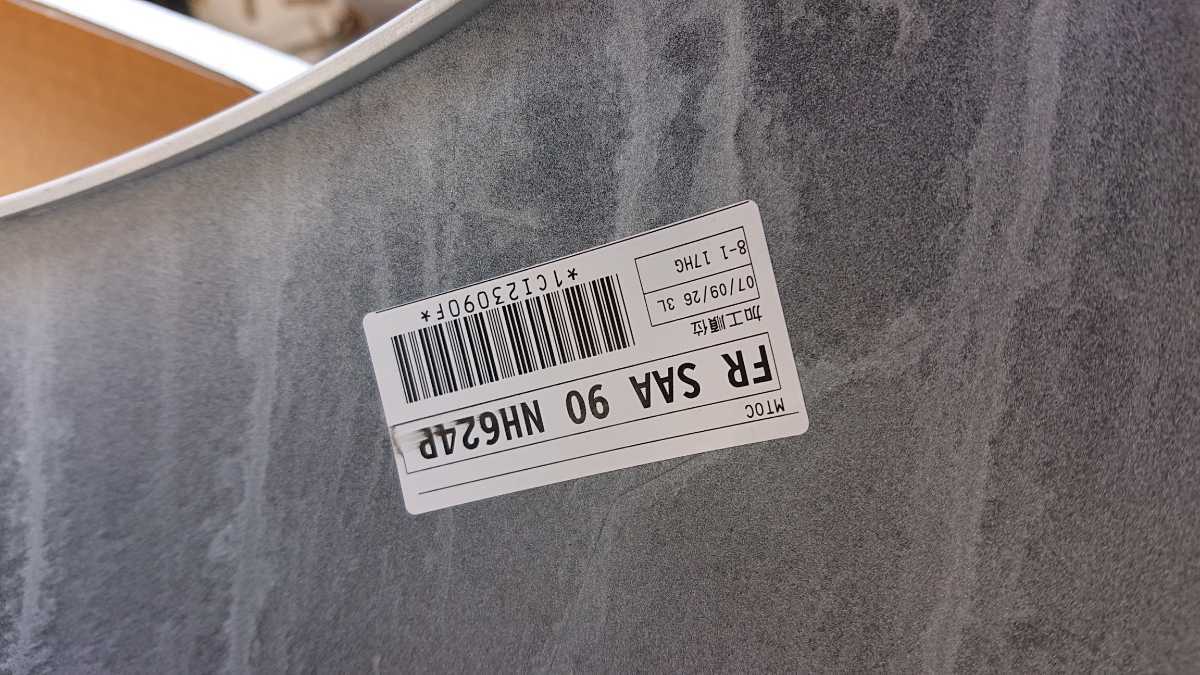 MTOC
FR SAA 90 NH624P
加工順位
07/09/26 3L
8-1 17HG
*1CI23090F*